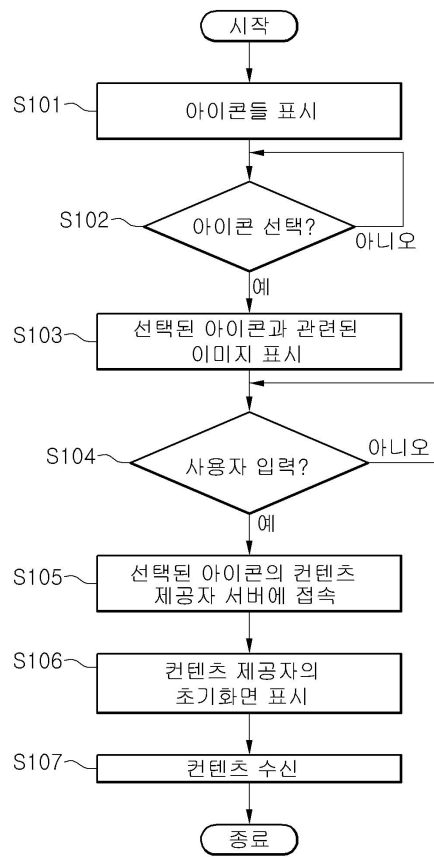 시작
S101
아이콘들 표시
S102
아이콘 선택?
아니오
예
S103
선택된 아이콘과 관련된
이미지 표시
S104
사용자 입력?
아니오
예
S105
선택된 아이콘의 컨텐츠
제공자 서버에 접속
S106
컨텐츠 제공자의
초기화면 표시
S107
컨텐츠 수신
종료